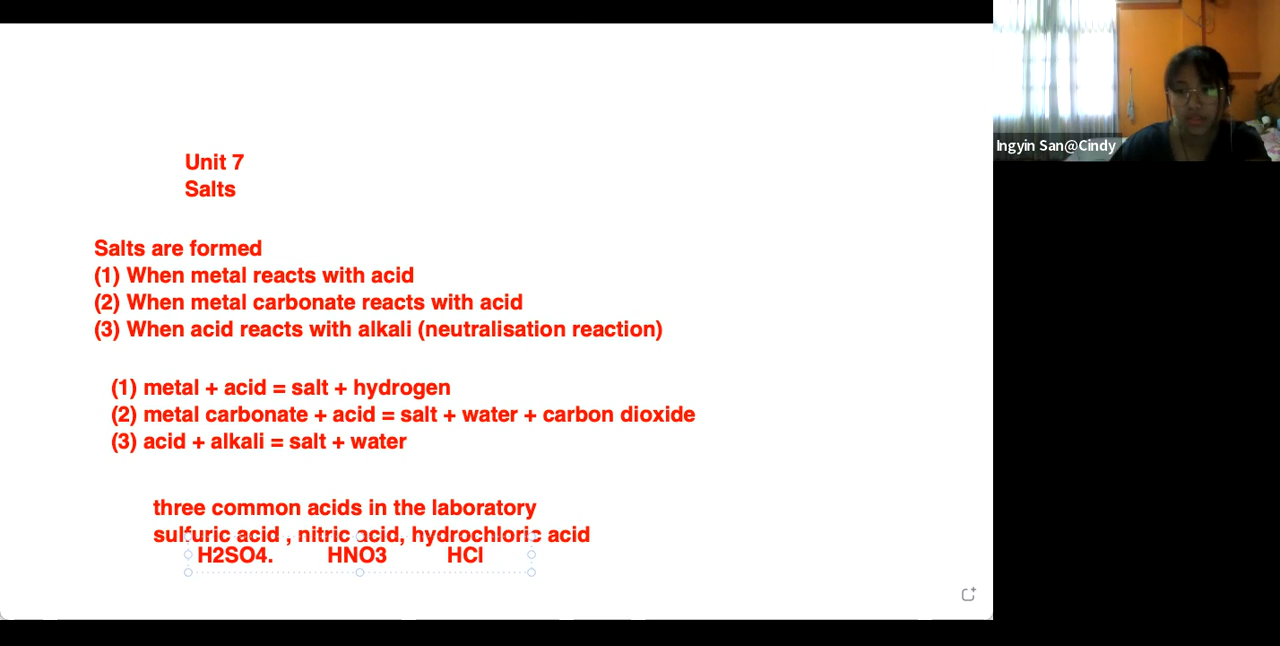 Unit 7
Salts
Salts are formed
(1) When metal reacts with acid
(2) When metal carbonate reacts with acid
(3) When acid reacts with alkali (neutralisation reaction)
(1) metal + acid = salt + hydrogen
(2) metal carbonate + acid = salt + water + carbon dioxide
(3) acid + alkali = salt + water
three common acids in the laboratory
sulfuric acid , nitric acid, hydrochloric acid
H2SO4. HNO3 HCl
Ingyin San@Cindy